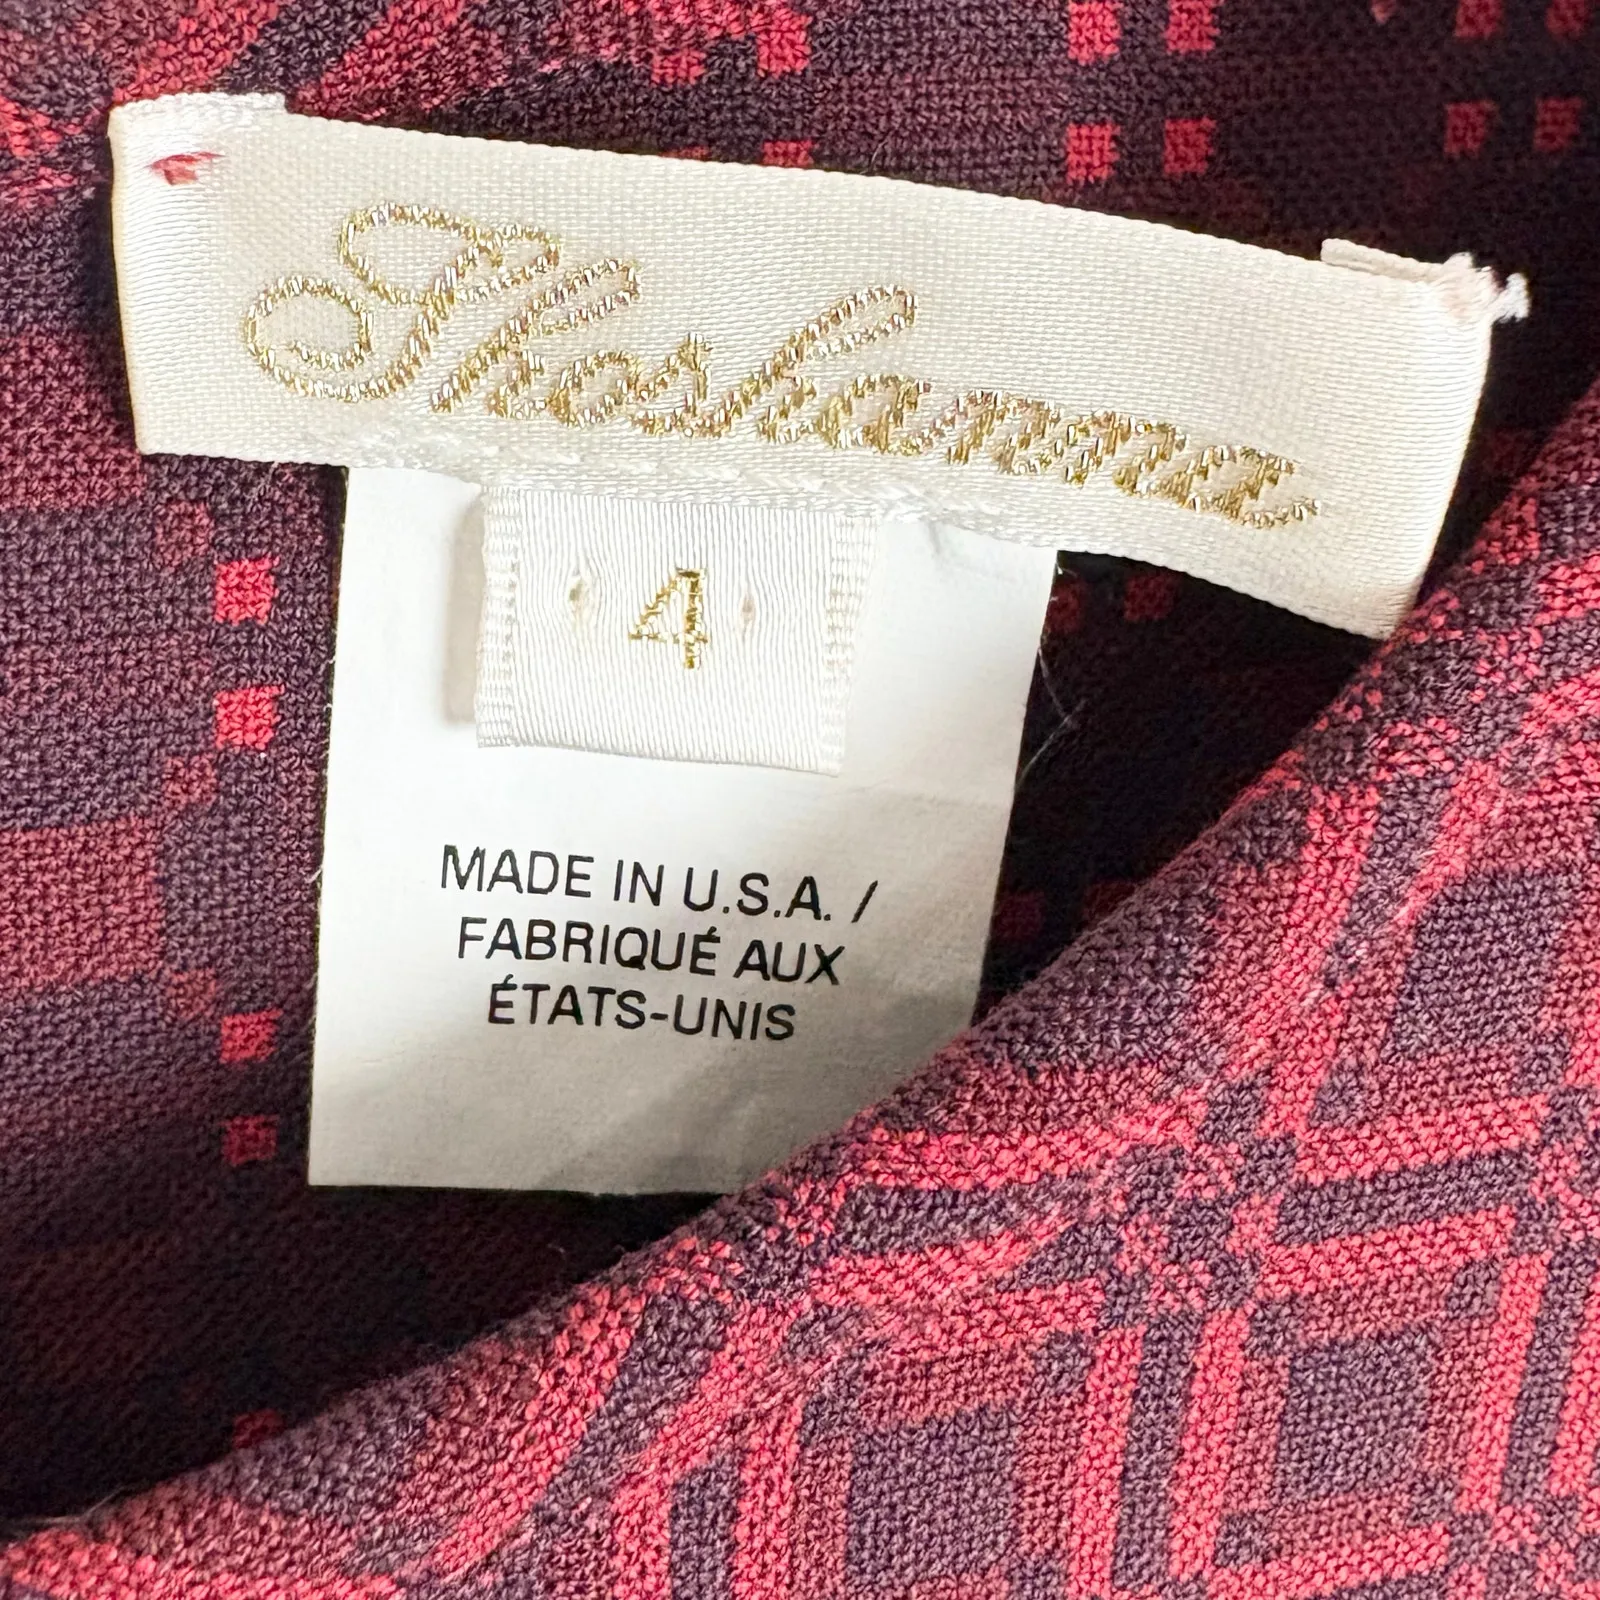 Shoshanna
4
MADE IN U.S.A. /
FABRIQUÉ AUX
ÉTATS-UNIS